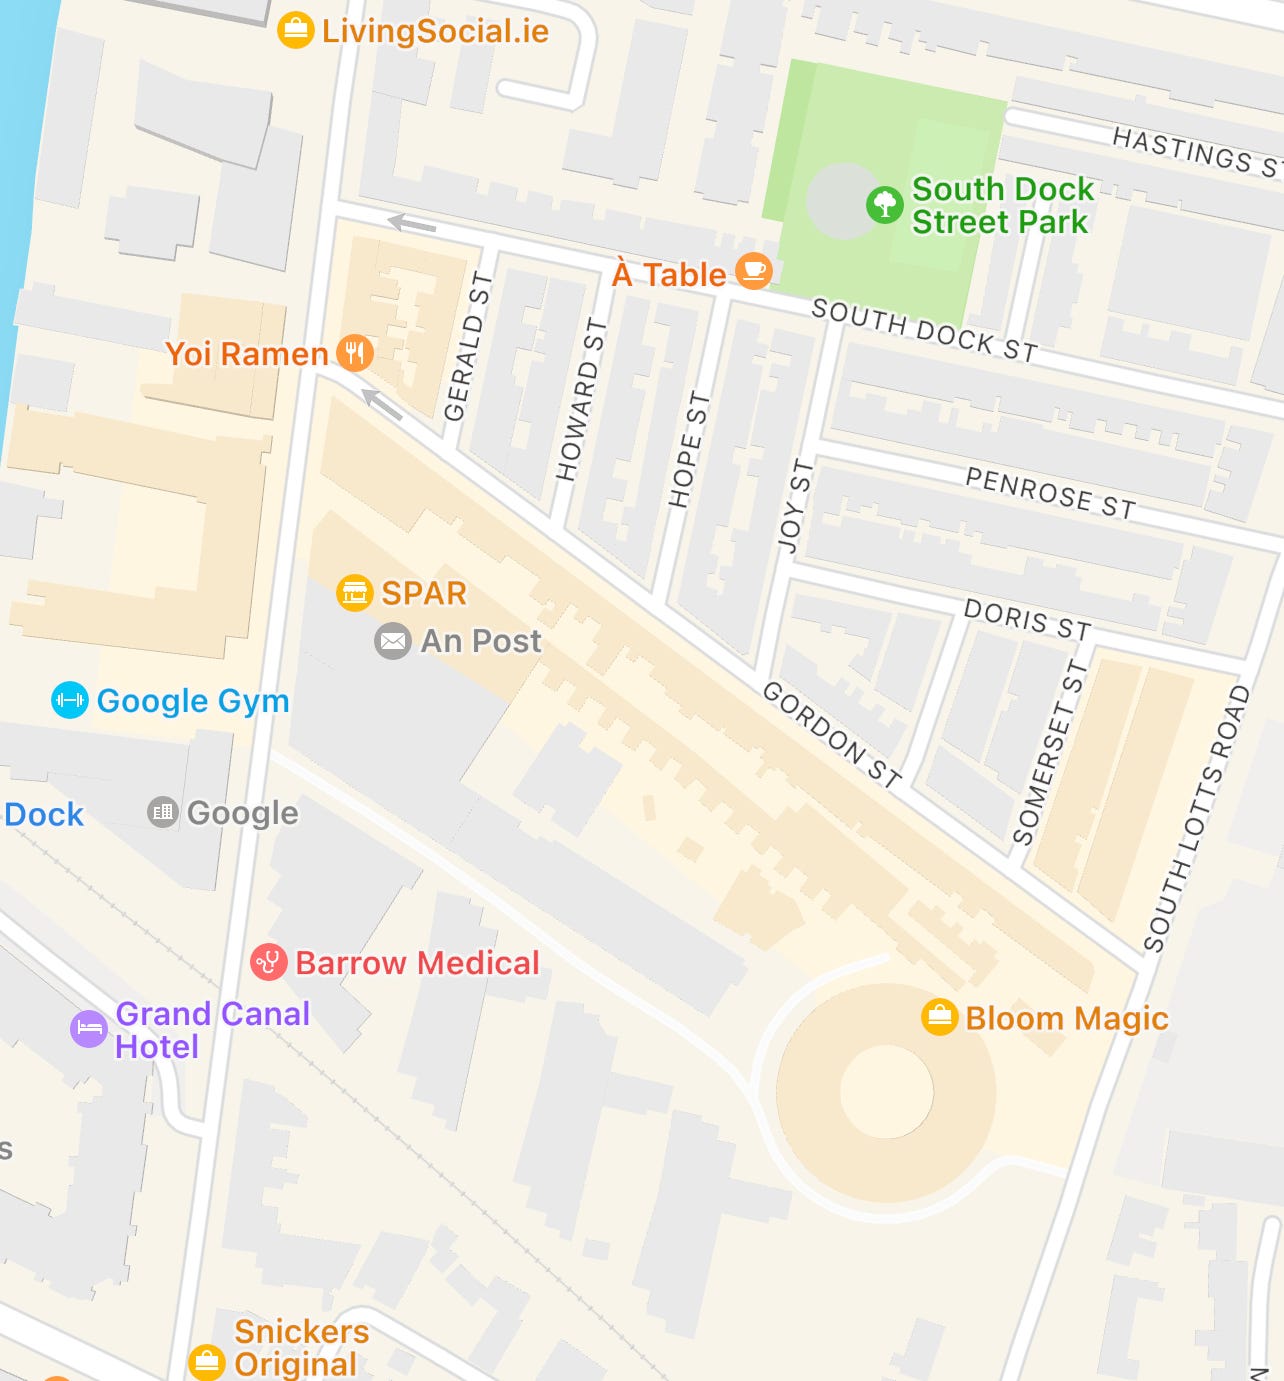 LivingSocial.ie
HASTINGS S
South Dock
Street Park
À Table
SOUTH DOCK ST
Yoi Ramen
GERALD ST
HOWARD ST
HOPE ST
JOY ST
PENROSE ST
SPAR
An Post
DORIS ST
Google Gym
GORDON ST
SOMERSET ST
SOUTH LOTTS ROAD
Dock
Google
Barrow Medical
Grand Canal
Hotel
Bloom Magic
s
Snickers
Original
M